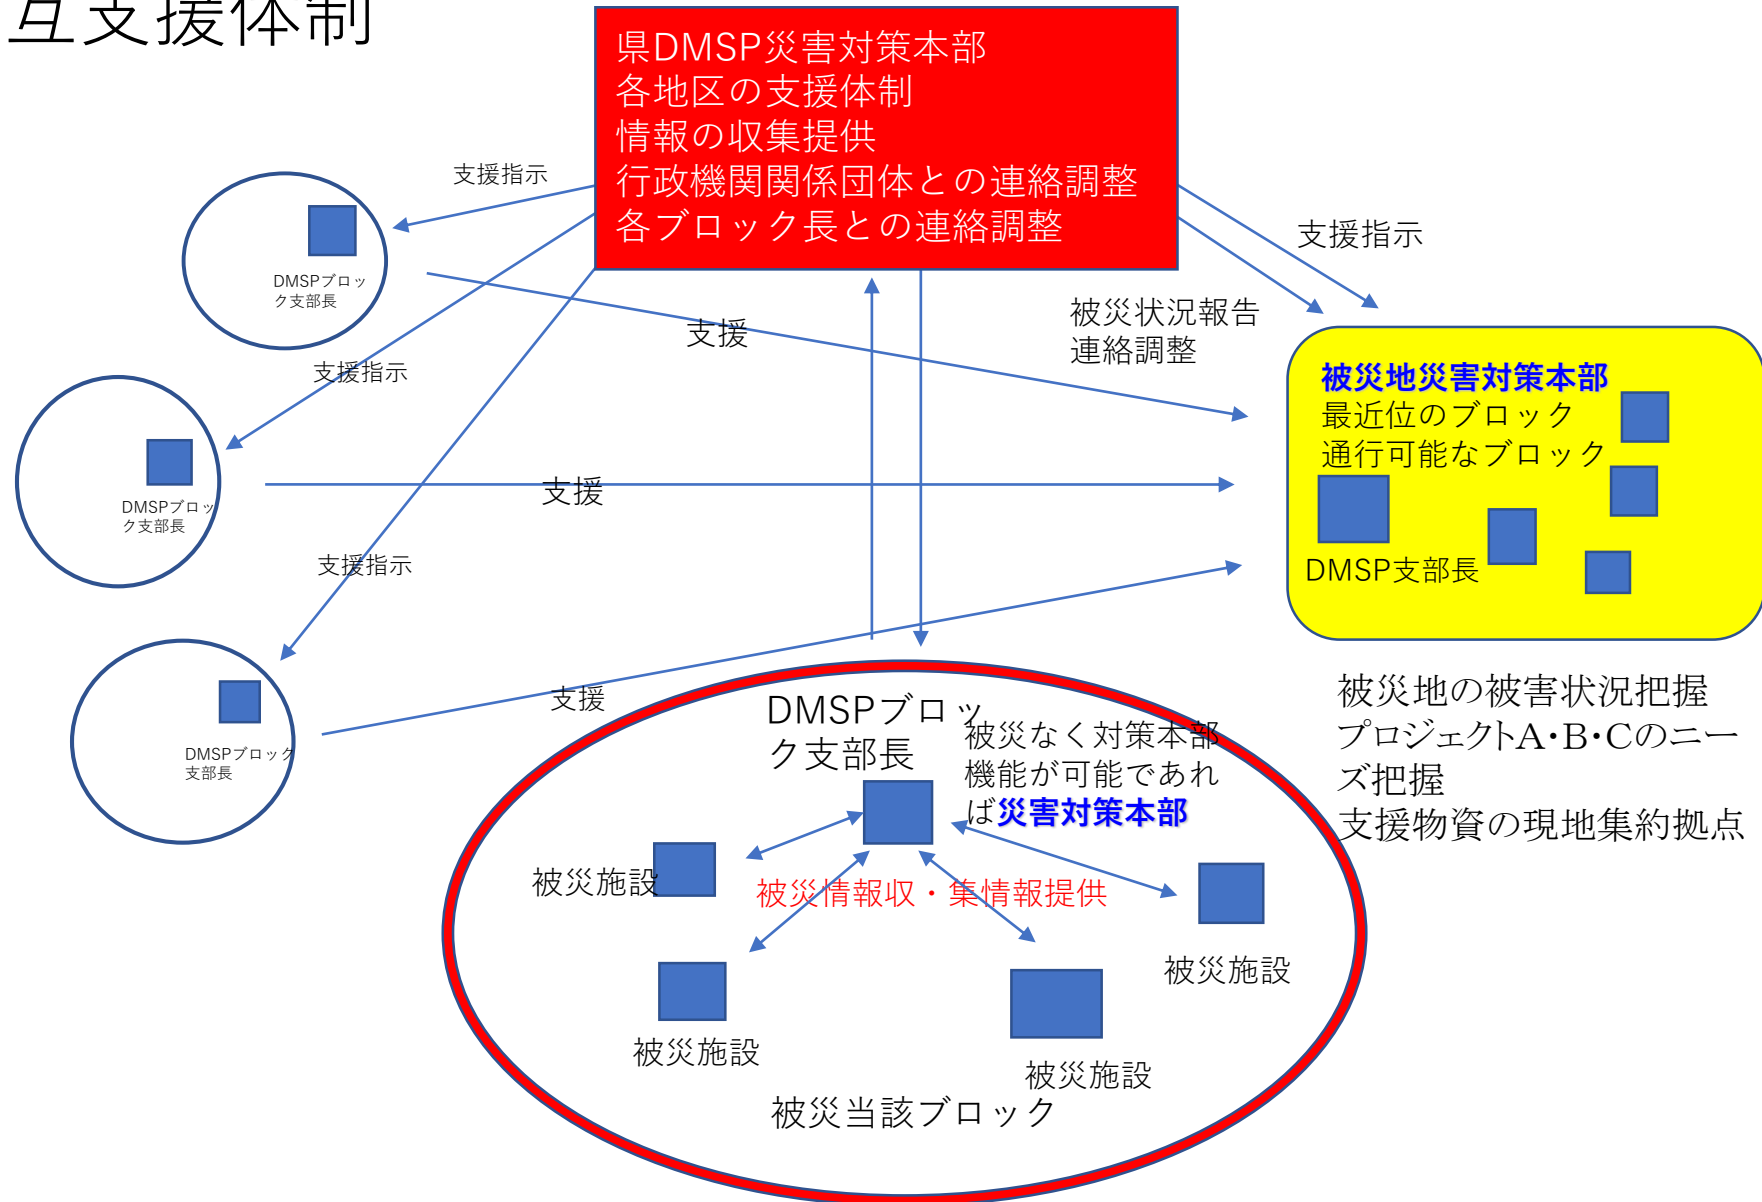 互支援体制
県DMSP災害対策本部
各地区の支援体制
情報の収集提供
行政機関関係団体との連絡調整
各ブロック長との連絡調整
支援指示
支援指示
DMSPブロッ
ク支部長
被災状況報告
連絡調整
支援
支援指示
被災地災害対策本部
最近位のブロック
通行可能なブロック
DMSP支部長
DMSPブロッ
ク支部長
支援
支援指示
支援
DMSPブロック
支部長
被災地の被害状況把握
プロジェクトA・B・Cのニー
ズ把握
支援物資の現地集約拠点
DMSPブロッ
ク支部長
被災なく対策本部
機能が可能であれ
ば災害対策本部
被災施設
被災情報収・集情報提供
被災施設
被災施設
被災施設
被災当該ブロック